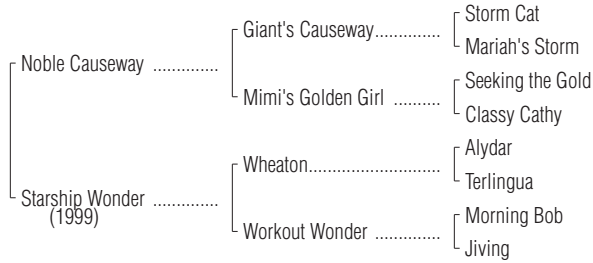 Storm Cat
Giant's Causeway..............
Mariah's Storm
Noble Causeway ..............
Seeking the Gold
Mimi's Golden Girl ..........
Classy Cathy
Alydar
Wheaton............................
Terlingua
Starship Wonder ..............
(1999)
Morning Bob
Workout Wonder ..............
Jiving